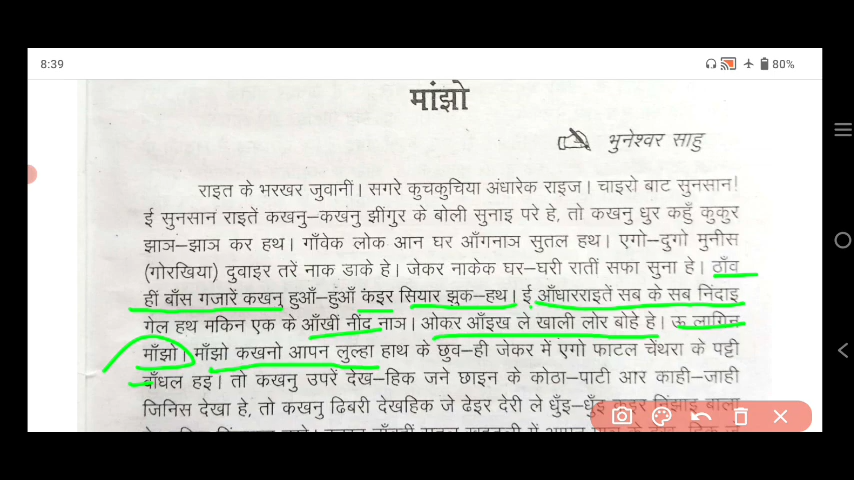 8:39
80%
मांझो
भुनेश्वर साहु
राइत के भरखर जुवानीं। सगरे कुचकुचिया अंधारेक राइज। चाइरो बाट सुनसान!
ई सुनसान राइतें कखनु–कखनु झींगुर के बोली सुनाइ परे हे, तो कखनु धुर कहुँ कुकुर
झाञ–झाञ कर हथ। गाँवेक लोक आन घर आँगनाञ सुतल हथ। एगो–दुगो मुनीस
(गोरखिया) दुवाइर तरें नाक डाके हे। जेकर नाकेक घर–घरी रातीं सफा सुना हे। ठाँव
हीं बाँस गजारें कखनु हुआँ–हुंआँ कंइर सियार झुक–हथ। ई आँधारराइतें सब के सब निंदाइ
गेल हथ मकिन एक के आँखीं नींद नाञ। ओकर आँइख ले खाली लोर बोहे हे। ऊ लागिन
माँझो। माँझो कखनो आपन लुल्हा हाथ के छुव–ही जेकर में एगो फाटल चेंथरा के पट्टी
बाँधल हइ। तो कखनु उपरें देख–हिक जने छाइन के कोठा–पाटी आर काही–जाही
जिनिस देखा हे, तो कखनु ढिबरी देखहिक जे ढेइर देरी ले धुँइ–धुँइ कइर निंझाइ बाला